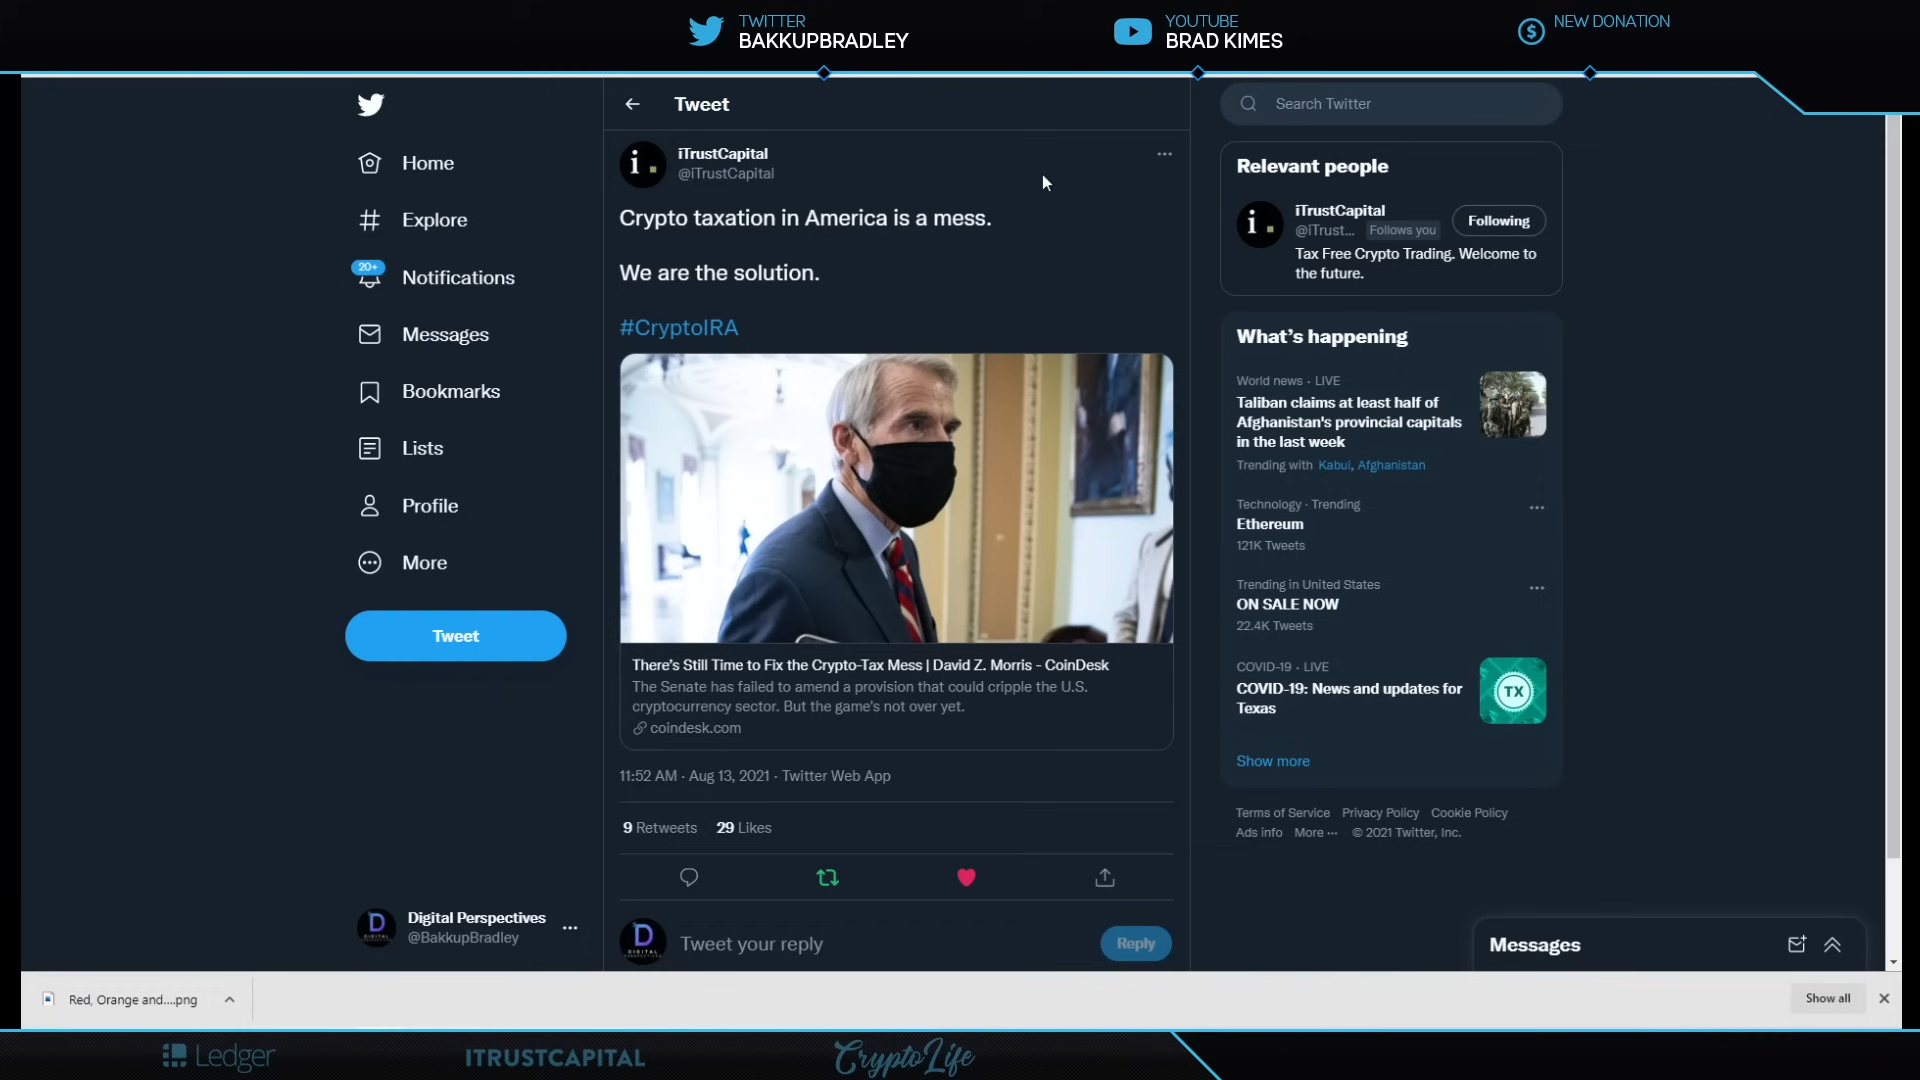 TWITTER
BAKKUPBRADLEY
YOUTUBE
BRAD KIMES
NEW DONATION
Home
Explore
20+
Notifications
Messages
Bookmarks
Lists
Profile
More
Tweet
Digital Perspectives
@BakkupBradley
Tweet
iTrustCapital
@iTrustCapital
Crypto taxation in America is a mess.
We are the solution.
#CryptoIRA
There's Still Time to Fix the Crypto-Tax Mess | David Z. Morris - CoinDesk
The Senate has failed to amend a provision that could cripple the U.S.
cryptocurrency sector. But the game's not over yet.
coindesk.com
11:52 AM · Aug 13, 2021 · Twitter Web App
9 Retweets 29 Likes
Tweet your reply
Reply
Search Twitter
Relevant people
iTrustCapital
@iTrust... Follows you
Following
Tax Free Crypto Trading. Welcome to
the future.
What's happening
World news · LIVE
Taliban claims at least half of
Afghanistan's provincial capitals
in the last week
Trending with Kabul, Afghanistan
Technology · Trending
Ethereum
121K Tweets
Trending in United States
ON SALE NOW
22.4K Tweets
COVID-19 · LIVE
COVID-19: News and updates for
Texas
TX
Show more
Terms of Service Privacy Policy Cookie Policy
Ads info More ··· © 2021 Twitter, Inc.
Messages
Red, Orange and....png
Show all
Ledger
ITRUSTCAPITAL
CryptoLife